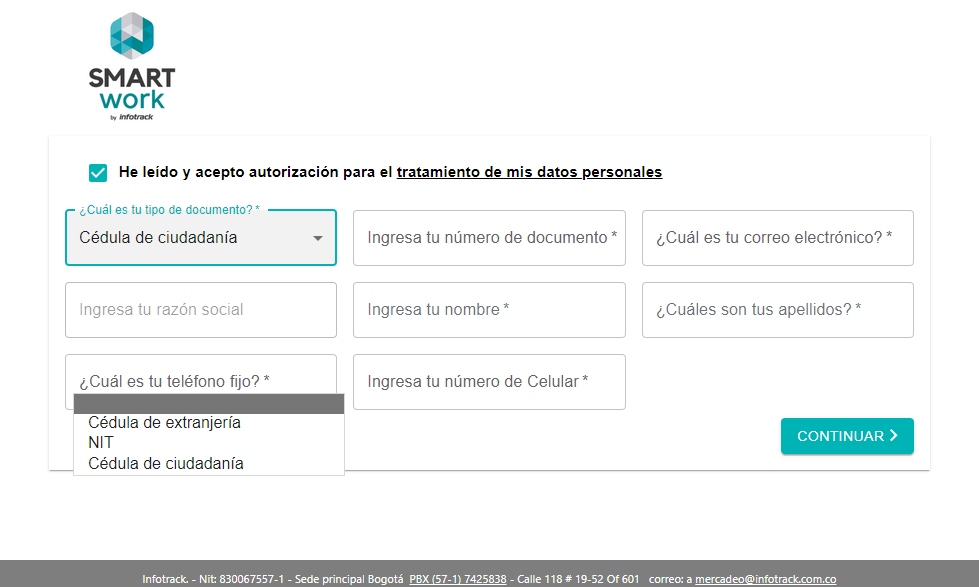 SMART
work
by infotrack
He leído y acepto autorización para el tratamiento de mis datos personales
¿Cuál es tu tipo de documento? *
Cédula de ciudadanía
Ingresa tu número de documento *
¿Cuál es tu correo electrónico? *
Ingresa tu razón social
Ingresa tu nombre *
¿Cuáles son tus apellidos? *
¿Cuál es tu teléfono fijo? *
Ingresa tu número de Celular *
Cédula de extranjería
NIT
Cédula de ciudadanía
CONTINUAR
Infotrack. - Nit: 830067557-1 - Sede principal Bogotá PBX (57-1) 7425838 - Calle 118 # 19-52 Of 601 correo: a mercadeo@infotrack.com.co